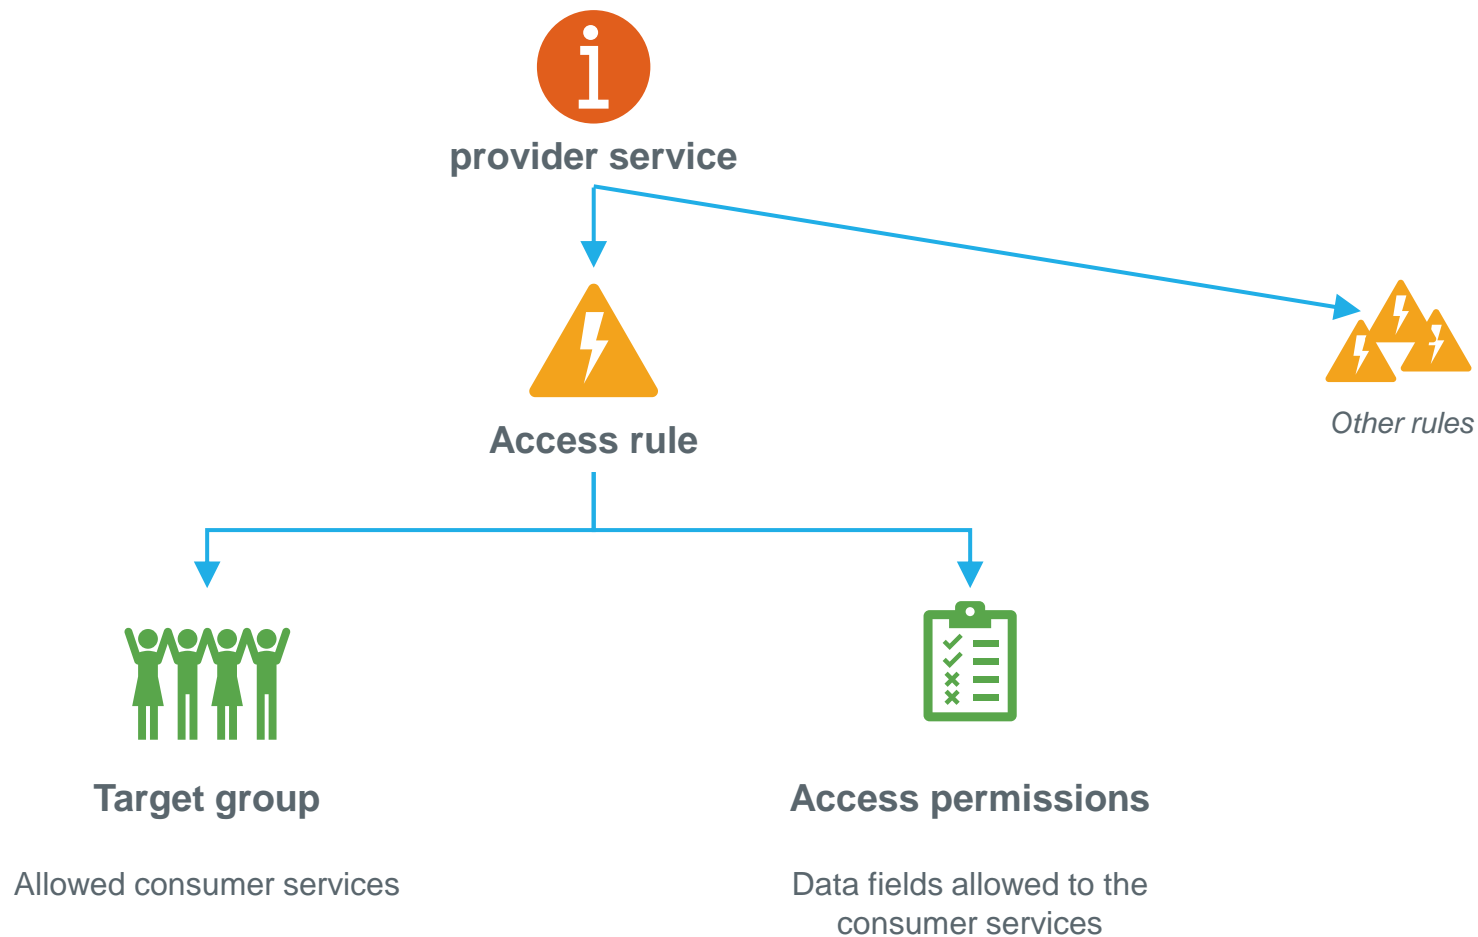 provider service
Other rules
Access rule
Target group
Access permissions
Allowed consumer services
Data fields allowed to the
consumer services